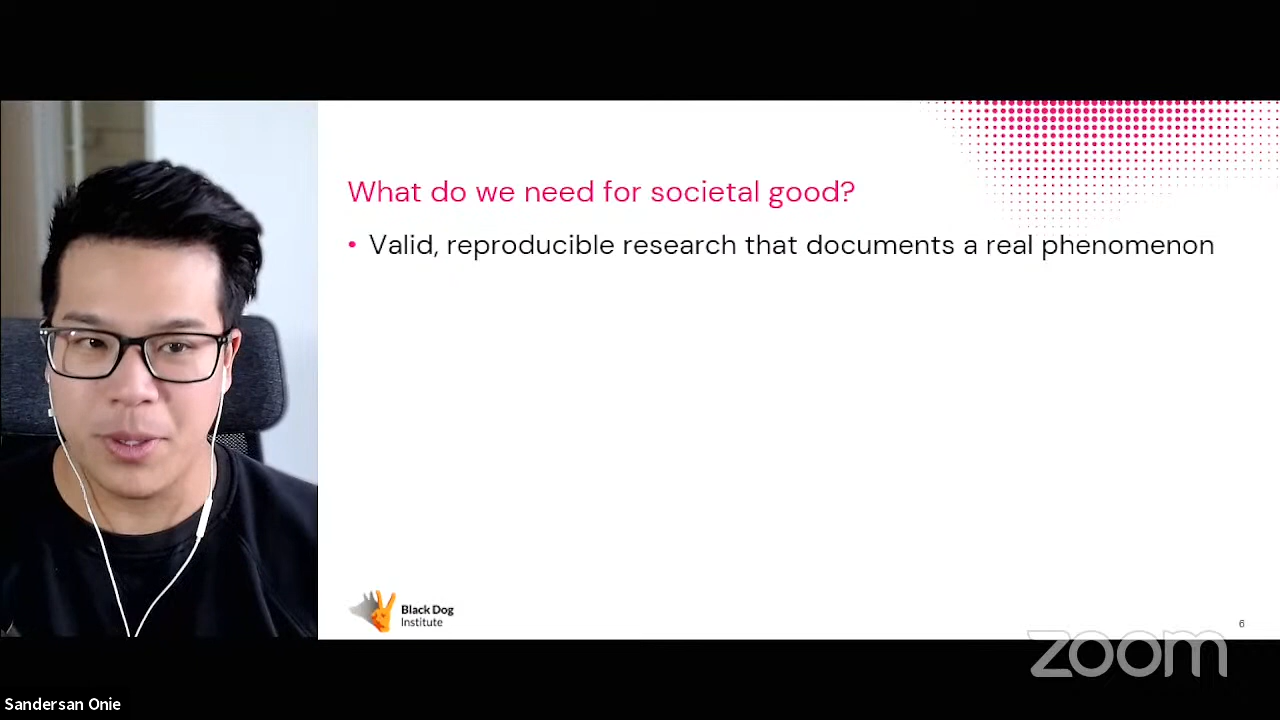 What do we need for societal good?
• Valid, reproducible research that documents a real phenomenon
Black Dog
Institute
6
zoom
Sandersan Onie